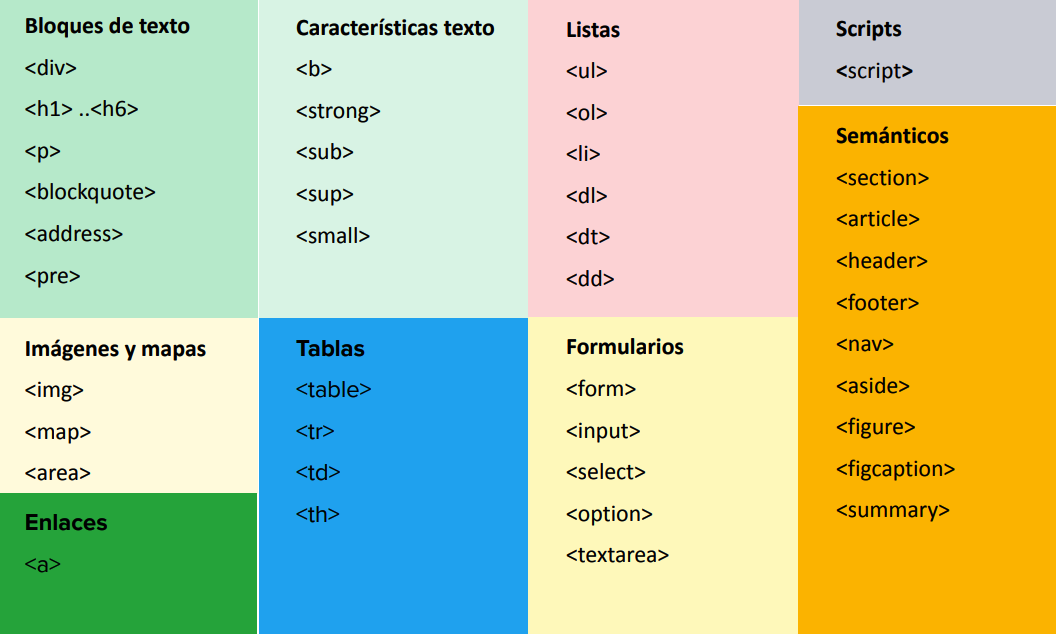 Bloques de texto
<div>
<h1> ..<h6>
<p>
<blockquote>
<address>
<pre>
Características texto
<b>
<strong>
<sub>
<sup>
<small>
Listas
<ul>
<ol>
<li>
<dl>
<dt>
<dd>
Scripts
<script>
Semánticos
<section>
<article>
<header>
<footer>
<nav>
<aside>
<figure>
<figcaption>
<summary>
Imágenes y mapas
<img>
<map>
<area>
Enlaces
<a>
Tablas
<table>
<tr>
<td>
<th>
Formularios
<form>
<input>
<select>
<option>
<textarea>